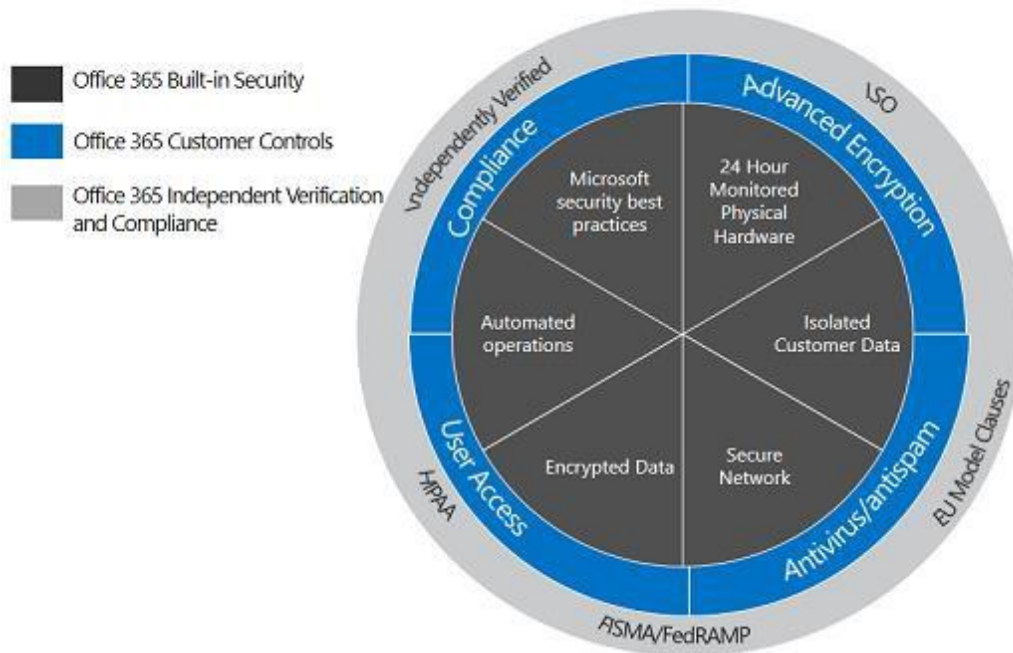 Office 365 Built-in Security
Office 365 Customer Controls
Office 365 Independent Verification
and Compliance
Independently Verified
ISO
EU Model Clauses
FISMA/FedRAMP
HIPAA
Compliance
Advanced Encryption
Antivirus/antispam
User Access
Microsoft
security best
practices
24 Hour
Monitored
Physical
Hardware
Automated
operations
Isolated
Customer Data
Encrypted Data
Secure
Network